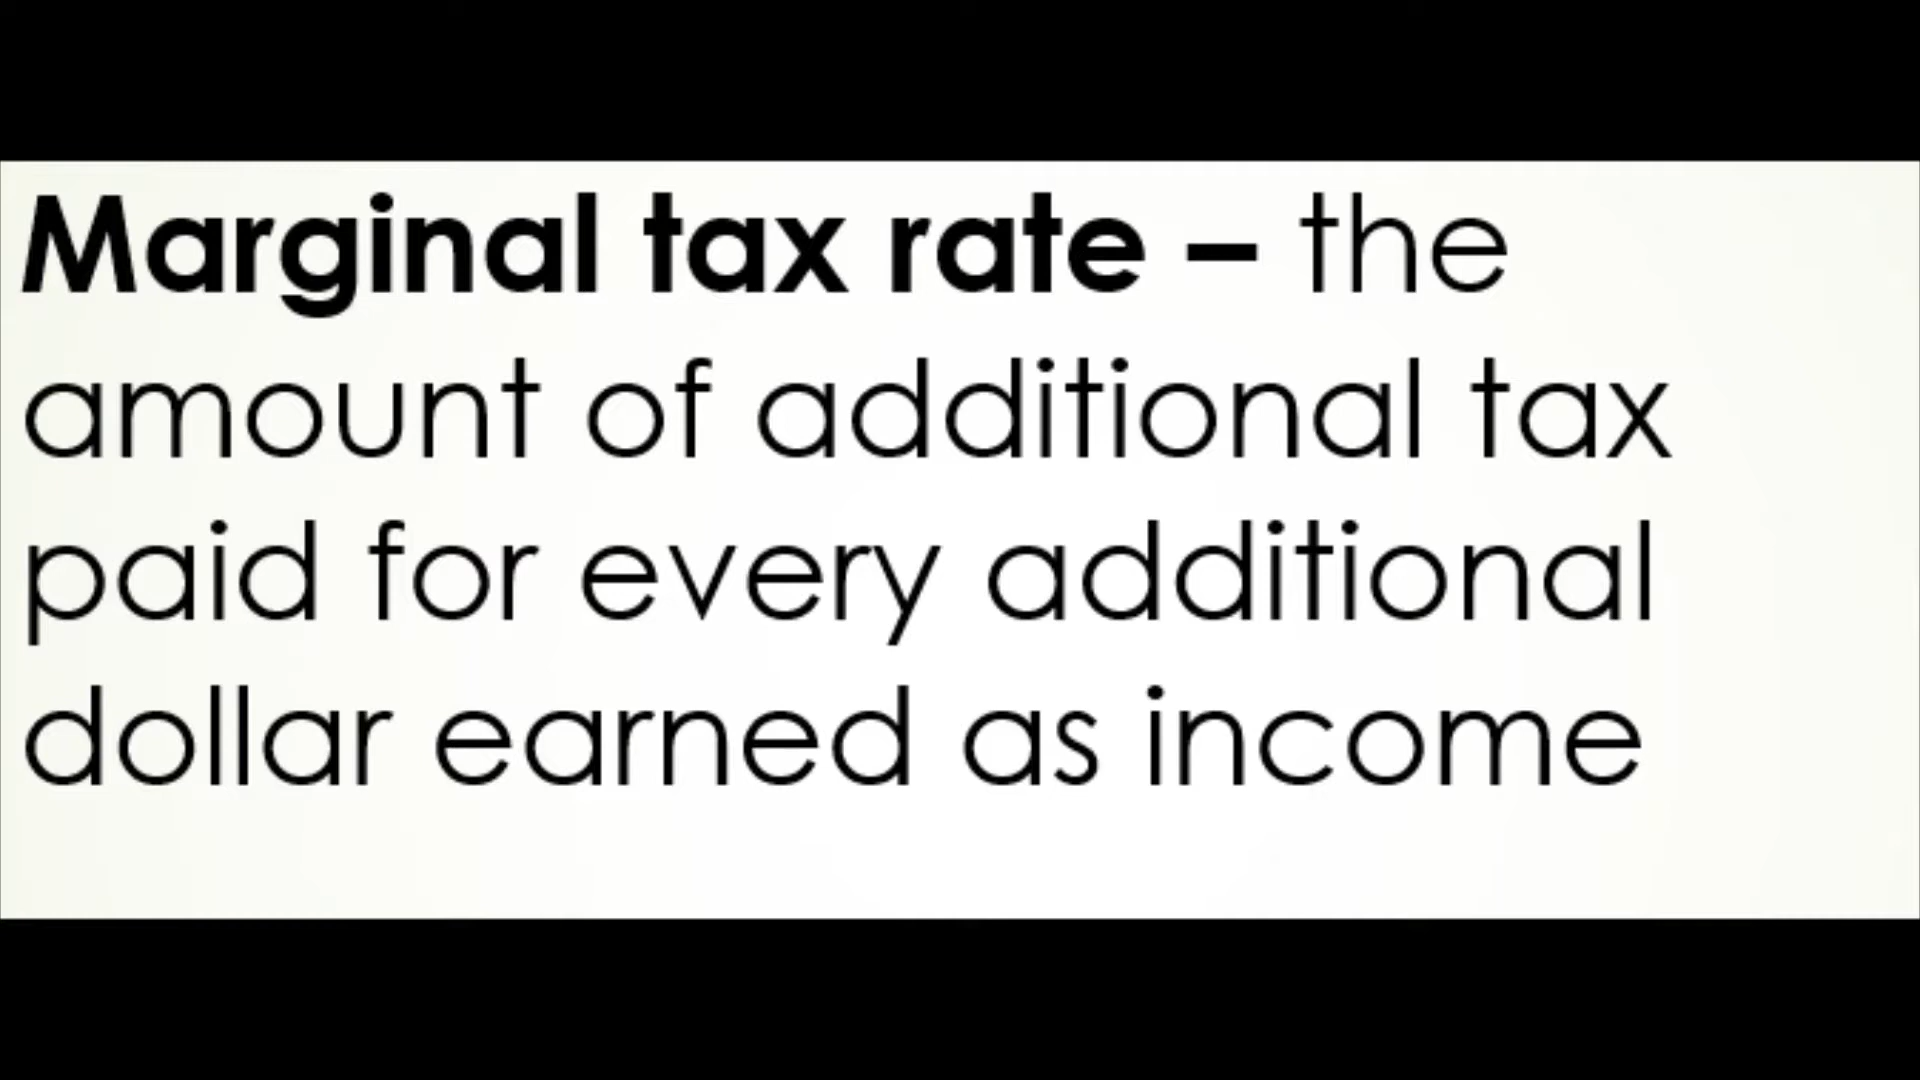 Marginal tax rate – the
amount of additional tax
paid for every additional
dollar earned as income